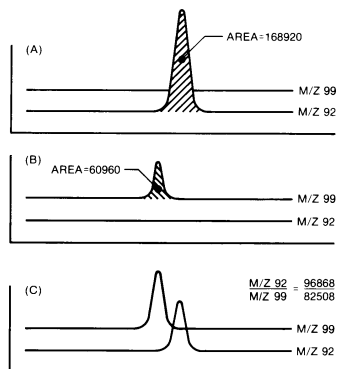 (A)
AREA=168920
M/Z 99
M/Z 92
(B)
AREA=60960
M/Z 99
M/Z 92
(C)
M/Z 92 = 96868
M/Z 99 82508
M/Z 99
M/Z 92